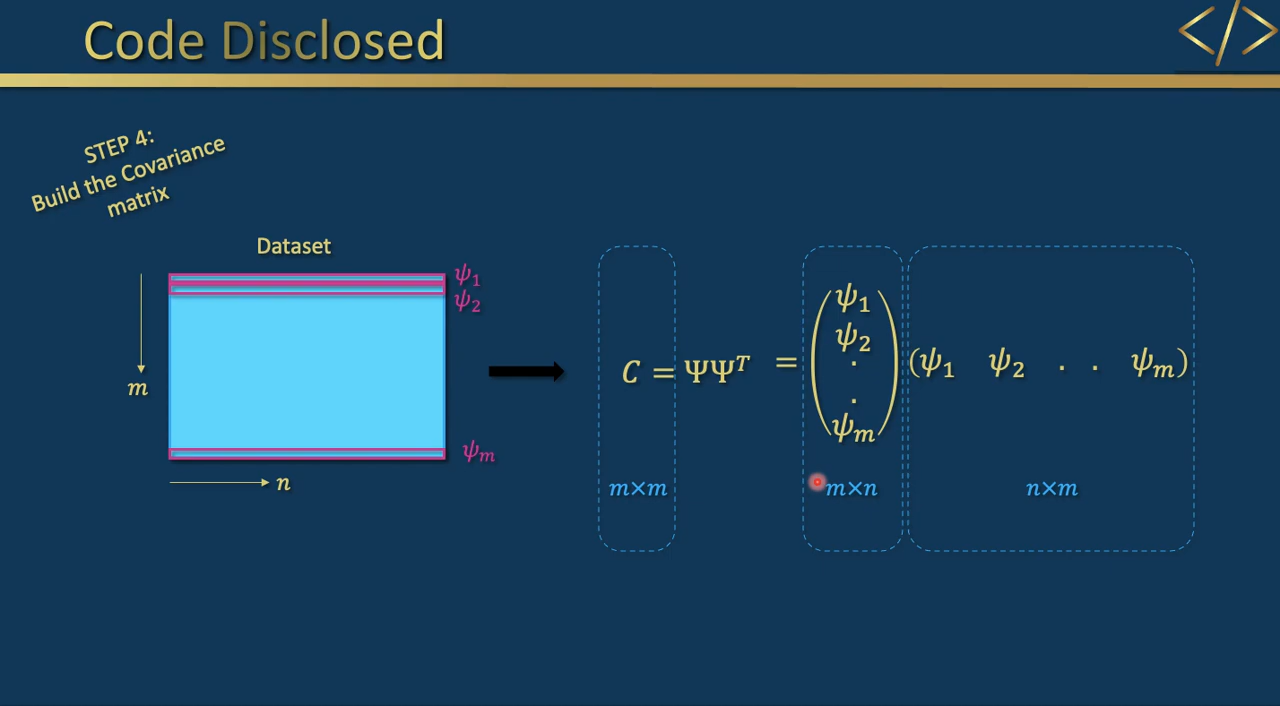 Code Disclosed
</>
STEP 4:
Build the Covariance
matrix
Dataset
ψ₁
ψ₂
m
ψₘ
n
C = ΨΨᵀ = (ψ₁ ψ₂ . . ψₘ) (ψ₁ ψ₂ . . ψₘ)
m×m
m×n
n×m